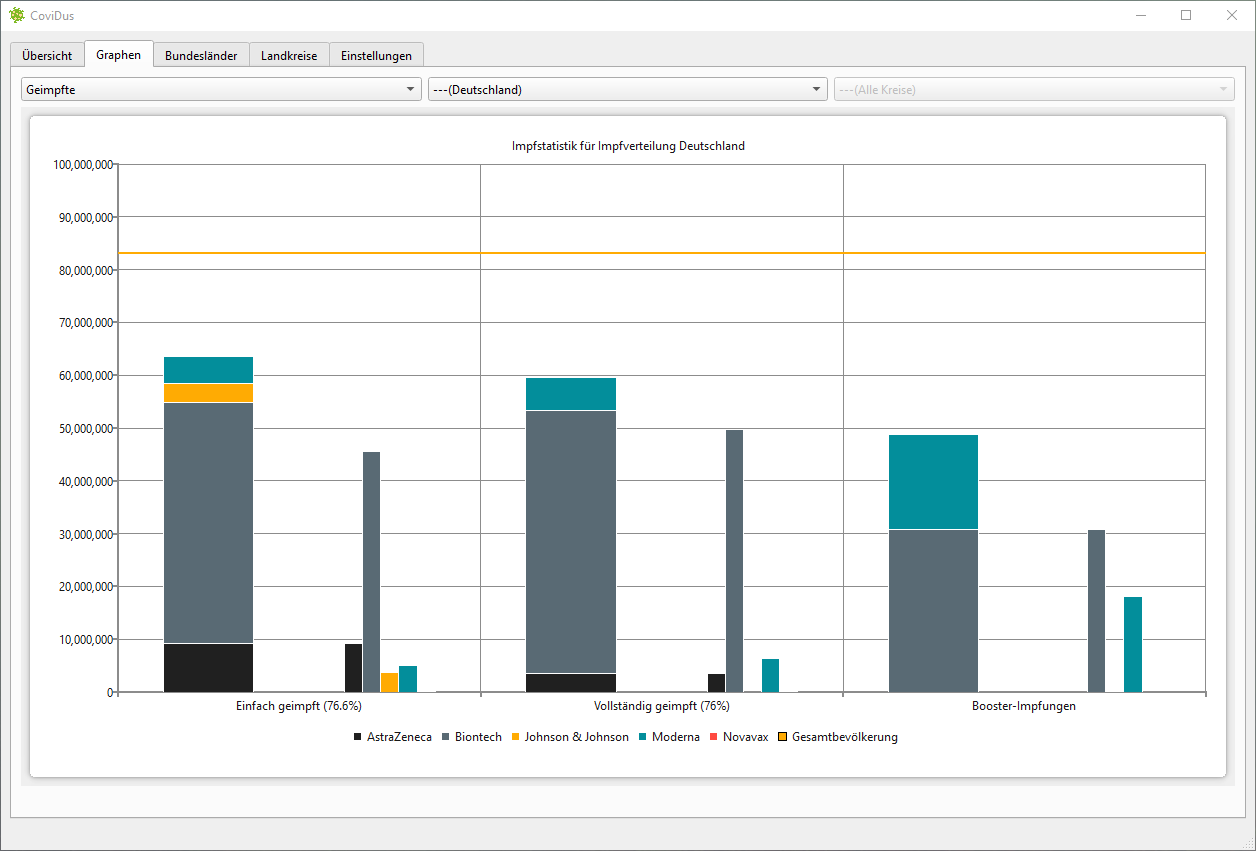 CoviDus
Übersicht Graphen Bundesländer Landkreise Einstellungen
Geimpfte ---(Deutschland) ---(Alle Kreise)
Impfstatistik für Impfverteilung Deutschland
100,000,000
90,000,000
80,000,000
70,000,000
60,000,000
50,000,000
40,000,000
30,000,000
20,000,000
10,000,000
0
Einfach geimpft (76.6%) Vollständig geimpft (76%) Booster-Impfungen
AstraZeneca Biontech Johnson & Johnson Moderna Novavax Gesamtbevölkerung